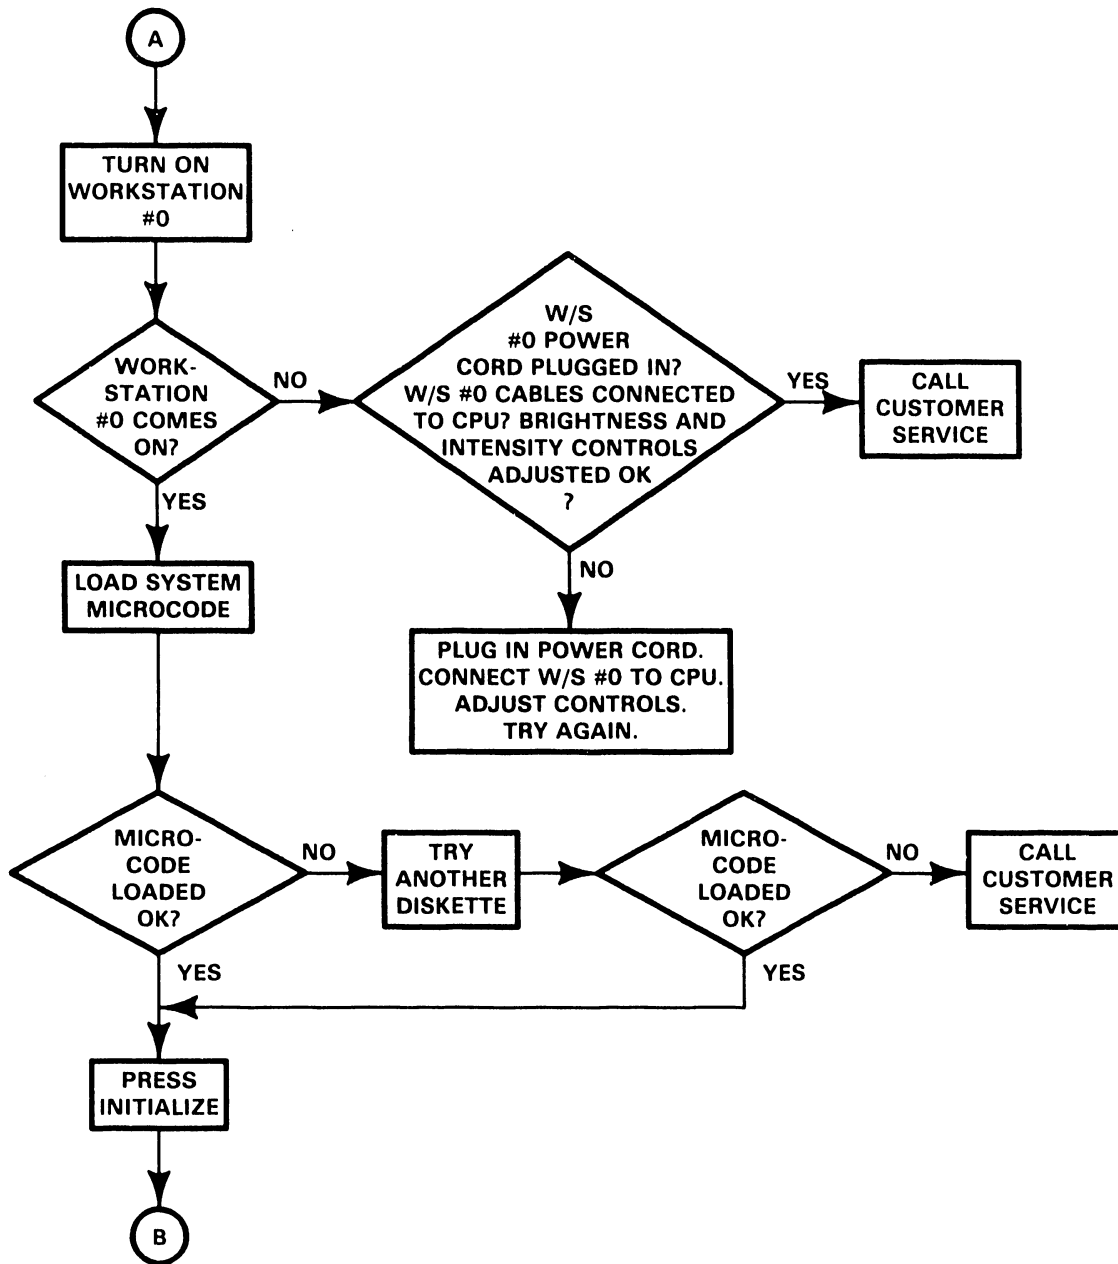 A
TURN ON
WORKSTATION
#0
WORK-
STATION
#0 COMES
ON?
NO
W/S
#0 POWER
CORD PLUGGED IN?
W/S #0 CABLES CONNECTED
TO CPU? BRIGHTNESS AND
INTENSITY CONTROLS
ADJUSTED OK
?
YES
CALL
CUSTOMER
SERVICE
YES
NO
LOAD SYSTEM
MICROCODE
PLUG IN POWER CORD.
CONNECT W/S #0 TO CPU.
ADJUST CONTROLS.
TRY AGAIN.
MICRO-
CODE
LOADED
OK?
NO
TRY
ANOTHER
DISKETTE
MICRO-
CODE
LOADED
OK?
NO
CALL
CUSTOMER
SERVICE
YES
YES
PRESS
INITIALIZE
B